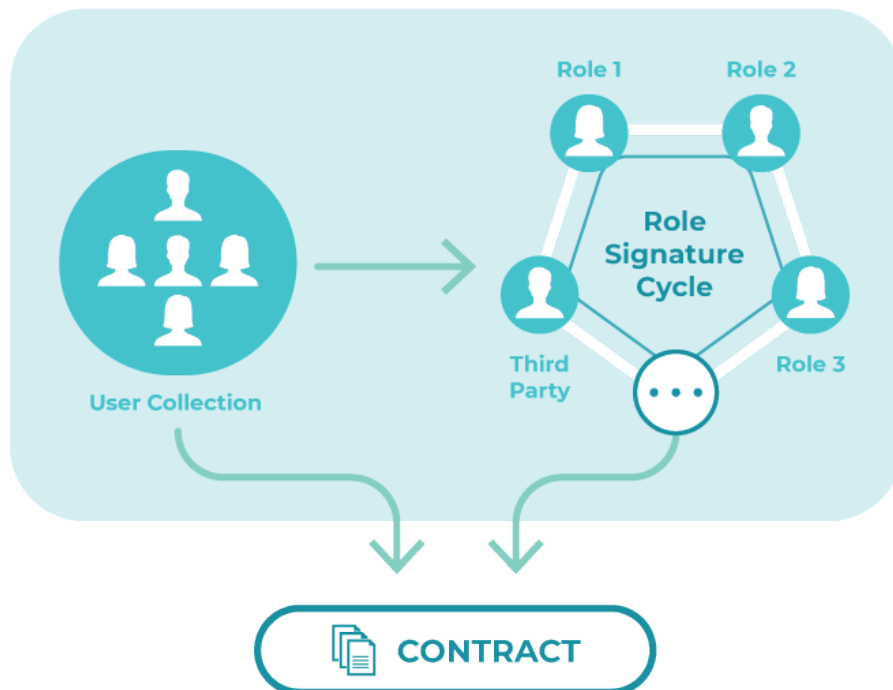 Role 1
Role 2
Role
Signature
Cycle
Third
Party
Role 3
User Collection
CONTRACT